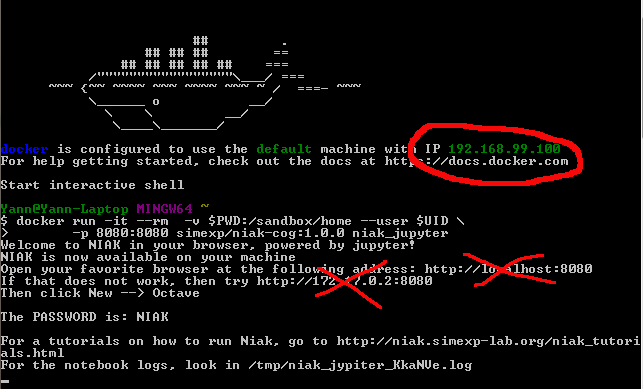 docker is configured to use the default machine with IP 192.168.99.100
For help getting started, check out the docs at https://docs.docker.com
Start interactive shell
Yann@Yann-Laptop MINGW64 ~
$ docker run -it --rm  -v $PWD:/sandbox/home --user $UID \
>        -p 8080:8080 simexp/niak-cog:1.0.0 niak_jupyter
Welcome to NIAK in your browser, powered by jupyter!
NIAK is now available on your machine
Open your favorite browser at the following address: http://localhost:8080
If that does not work, then try http://172.17.0.2:8080
Then click New --> Octave
The PASSWORD is: NIAK
For a tutorials on how to run Niak, go to http://niak.simexp-lab.org/niak_tutori
als.html
For the notebook logs, look in /tmp/niak_jypiter_KkaNVe.log